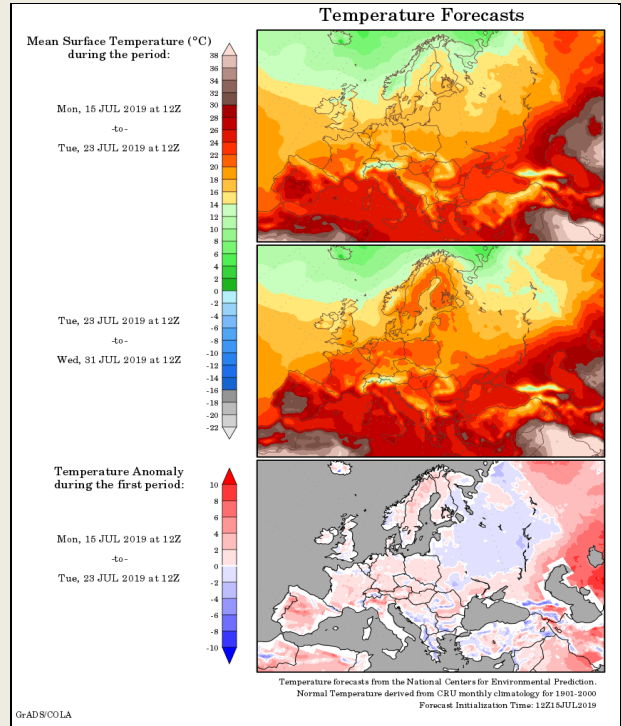 Temperature Forecasts
Mean Surface Temperature (°C)
during the period:
Mon, 15 JUL 2019 at 12Z
-to-
Tue, 23 JUL 2019 at 12Z
38
36
34
32
30
28
26
24
22
20
18
16
14
12
10
8
6
4
2
0
-2
-4
-6
-8
-10
-12
-14
-16
-18
-20
-22
Tue, 23 JUL 2019 at 12Z
-to-
Wed, 31 JUL 2019 at 12Z
Temperature Anomaly
during the first period:
Mon, 15 JUL 2019 at 12Z
-to-
Tue, 23 JUL 2019 at 12Z
10
8
6
4
2
0
-2
-4
-6
-8
-10
Temperature forecasts from the National Centers for Environmental Prediction.
Normal Temperature derived from CRU monthly climatology for 1901-2000
Forecast Initialization Time: 12Z15JUL2019
GrADS/COLA